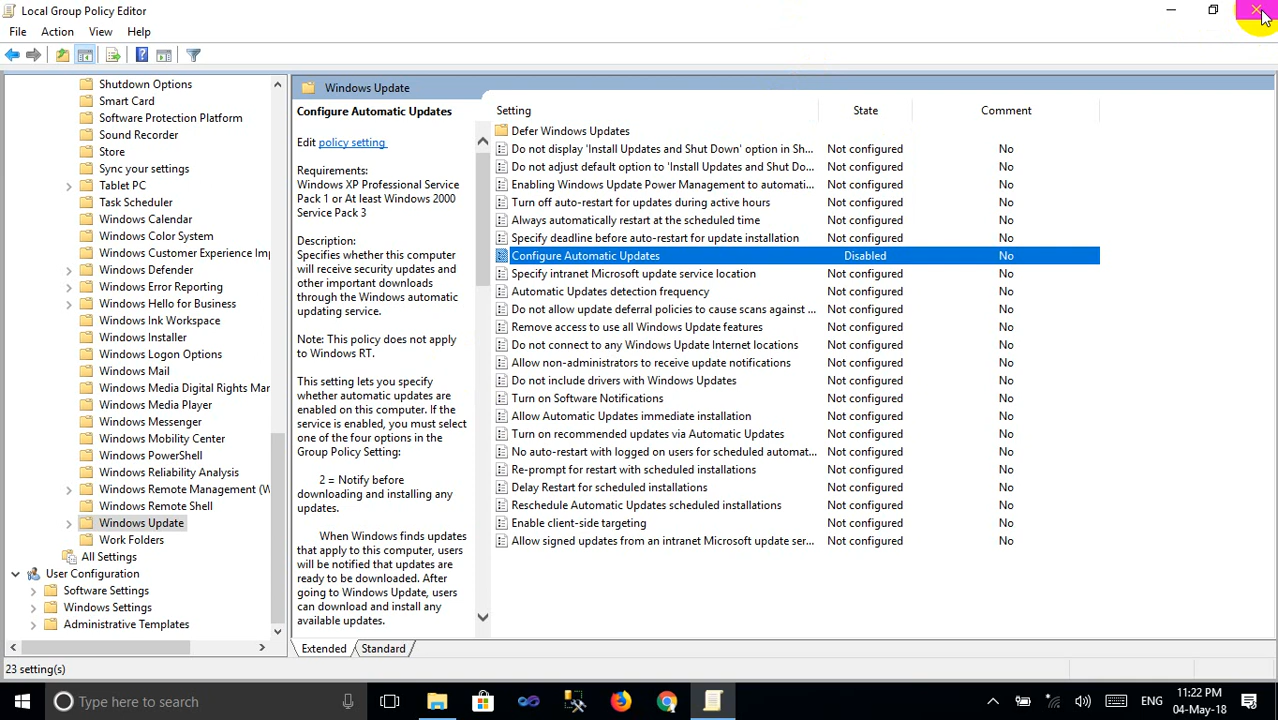 Local Group Policy Editor
File Action View Help
Shutdown Options
Smart Card
Software Protection Platform
Sound Recorder
Store
Sync your settings
Tablet PC
Task Scheduler
Windows Calendar
Windows Color System
Windows Customer Experience Imp
Windows Defender
Windows Error Reporting
Windows Hello for Business
Windows Ink Workspace
Windows Installer
Windows Logon Options
Windows Mail
Windows Media Digital Rights Mar
Windows Media Player
Windows Messenger
Windows Mobility Center
Windows PowerShell
Windows Reliability Analysis
Windows Remote Management (W
Windows Remote Shell
Windows Update
Work Folders
All Settings
User Configuration
Software Settings
Windows Settings
Administrative Templates
Windows Update
Configure Automatic Updates
Edit policy setting
Requirements:
Windows XP Professional Service
Pack 1 or At least Windows 2000
Service Pack 3
Description:
Specifies whether this computer
will receive security updates and
other important downloads
through the Windows automatic
updating service.
Note: This policy does not apply
to Windows RT.
This setting lets you specify
whether automatic updates are
enabled on this computer. If the
service is enabled, you must select
one of the four options in the
Group Policy Setting:
2 = Notify before
downloading and installing any
updates.
When Windows finds updates
that apply to this computer, users
will be notified that updates are
ready to be downloaded. After
going to Windows Update, users
can download and install any
available updates.
Setting State Comment
Defer Windows Updates
Do not display 'Install Updates and Shut Down' option in Sh... Not configured No
Do not adjust default option to 'Install Updates and Shut Do... Not configured No
Enabling Windows Update Power Management to automati... Not configured No
Turn off auto-restart for updates during active hours Not configured No
Always automatically restart at the scheduled time Not configured No
Specify deadline before auto-restart for update installation Not configured No
Configure Automatic Updates Disabled No
Specify intranet Microsoft update service location Not configured No
Automatic Updates detection frequency Not configured No
Do not allow update deferral policies to cause scans against ... Not configured No
Remove access to use all Windows Update features Not configured No
Do not connect to any Windows Update Internet locations Not configured No
Allow non-administrators to receive update notifications Not configured No
Do not include drivers with Windows Updates Not configured No
Turn on Software Notifications Not configured No
Allow Automatic Updates immediate installation Not configured No
Turn on recommended updates via Automatic Updates Not configured No
No auto-restart with logged on users for scheduled automat... Not configured No
Re-prompt for restart with scheduled installations Not configured No
Delay Restart for scheduled installations Not configured No
Reschedule Automatic Updates scheduled installations Not configured No
Enable client-side targeting Not configured No
Allow signed updates from an intranet Microsoft update ser... Not configured No
Extended Standard
23 setting(s)
Type here to search
ENG
11:22 PM
04-May-18